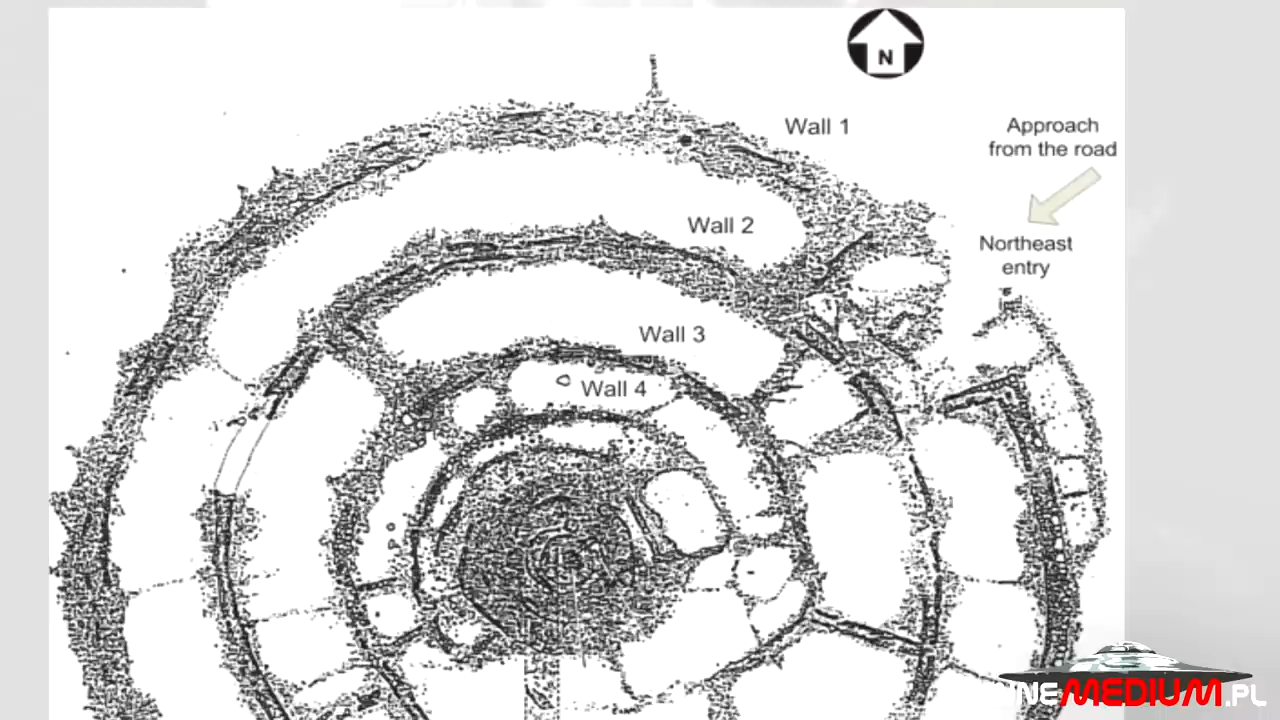 N
Wall 1
Approach
from the road
Wall 2
Northeast
entry
Wall 3
Wall 4
MEDIUM.PL